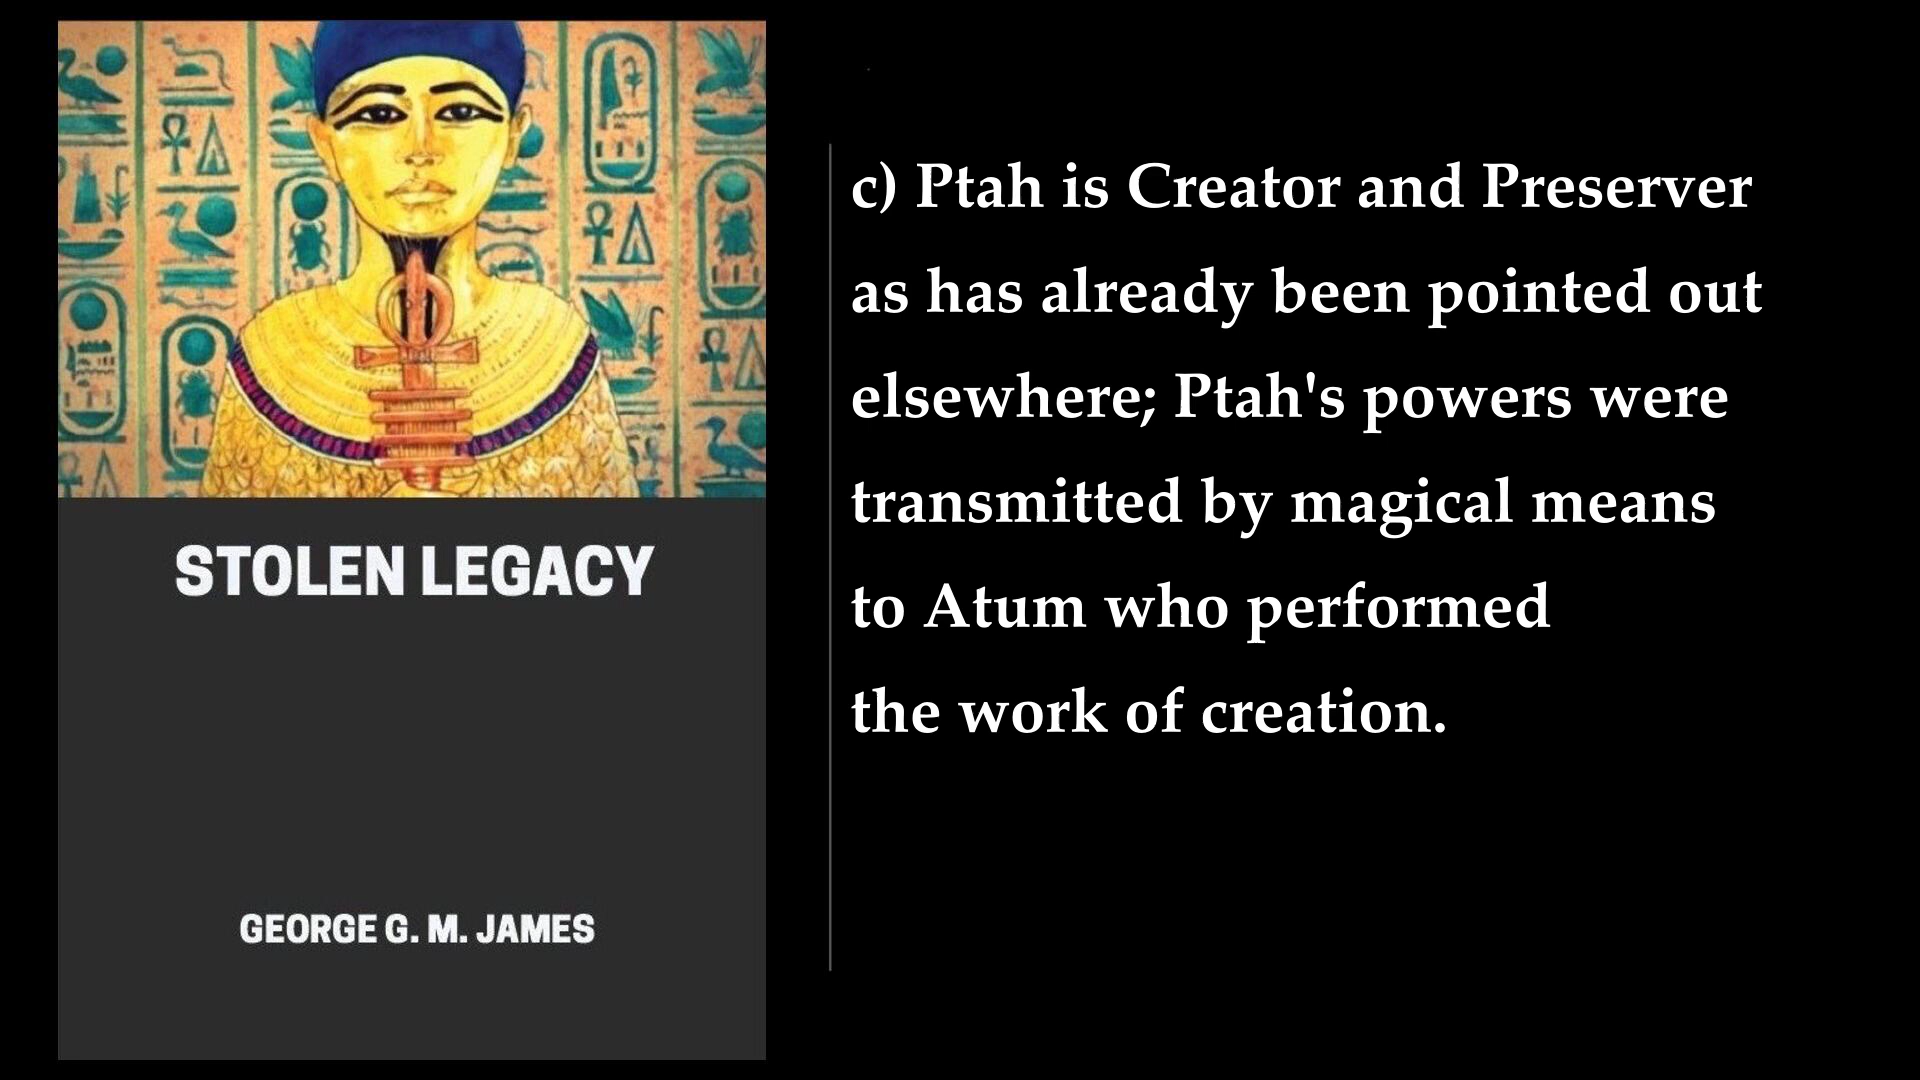 STOLEN LEGACY
GEORGE G. M. JAMES
c) Ptah is Creator and Preserver
as has already been pointed out
elsewhere; Ptah's powers were
transmitted by magical means
to Atum who performed
the work of creation.